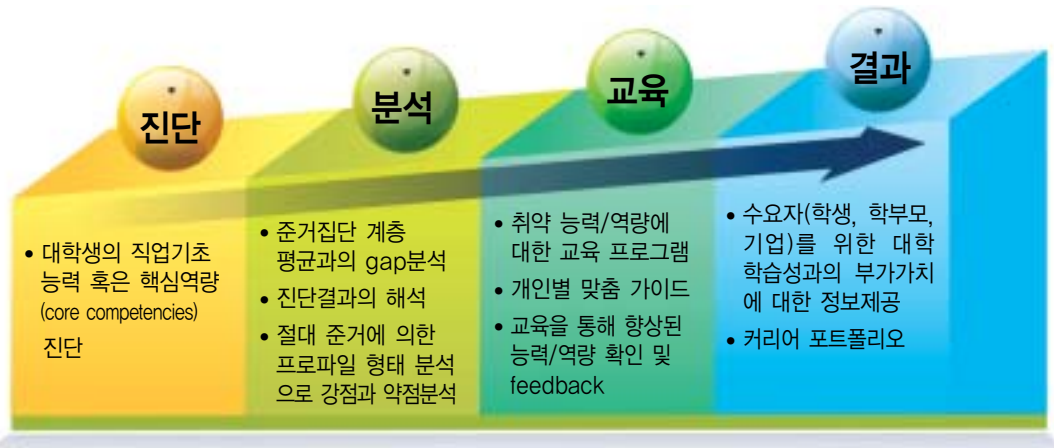 진단
• 대학생의 직업기초
능력 혹은 핵심역량
(core competencies)
진단
분석
• 준거집단 계층
평균과의 gap분석
• 진단결과의 해석
• 절대 준거에 의한
프로파일 형태 분석
으로 강점과 약점분석
교육
• 취약 능력/역량에
대한 교육 프로그램
• 개인별 맞춤 가이드
• 교육을 통해 향상된
능력/역량 확인 및
feedback
결과
• 수요자(학생, 학부모,
기업)를 위한 대학
학습성과의 부가가치
에 대한 정보제공
• 커리어 포트폴리오